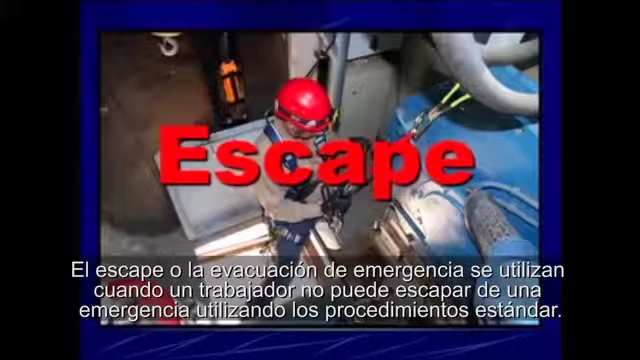 Escape
El escape o la evacuación de emergencia se utilizan
cuando un trabajador no puede escapar de una
emergencia utilizando los procedimientos estándar.